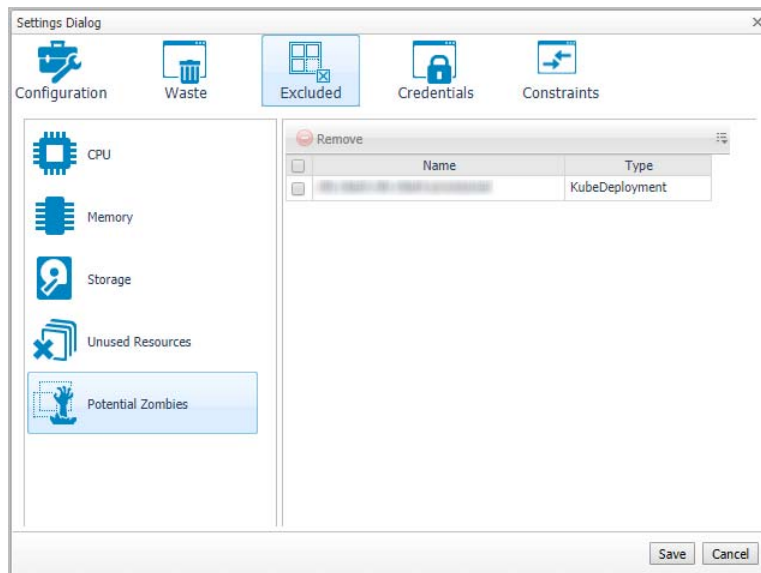 Settings Dialog
Configuration Waste Excluded Credentials Constraints
CPU
Memory
Storage
Unused Resources
Potential Zombies
Remove
Name Type
KubeDeployment
Save Cancel